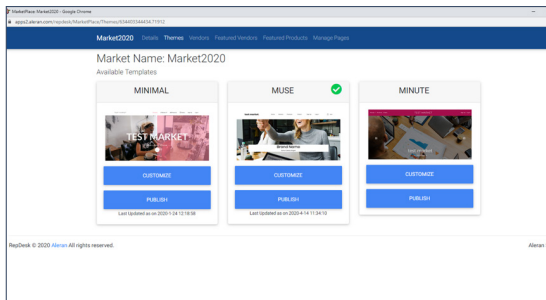 MarketPlace-Market2020 - Google Chrome
apps2.aleran.com/repdesk/MarketPlace/Themes/634403344434.11912
Market2020 Details Themes Vendors Featured Vendors Featured Products Manage Pages
Market Name: Market2020
Available Templates
MINIMAL MUSE MINUTE
TEST MARKET Brand Name test market
CUSTOMIZE CUSTOMIZE CUSTOMIZE
PUBLISH PUBLISH PUBLISH
Last Updated as on 2020-1-24 12:18:58 Last Updated as on 2020-4-14 11:34:10
RepDesk © 2020 Aleran All rights reserved. Aleran